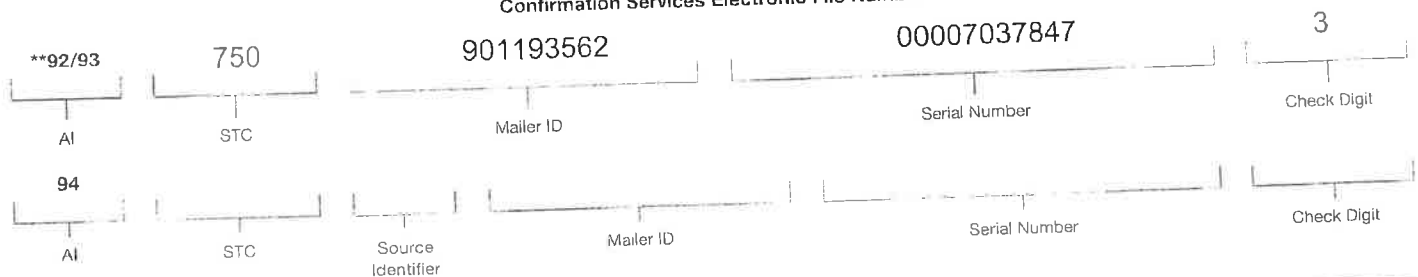 Confirmation Services Electronic File
**92/93 750 901193562 00007037847 3
AI STC Mailer ID Serial Number Check Digit
94
AI STC Source Identifier Mailer ID Serial Number Check Digit